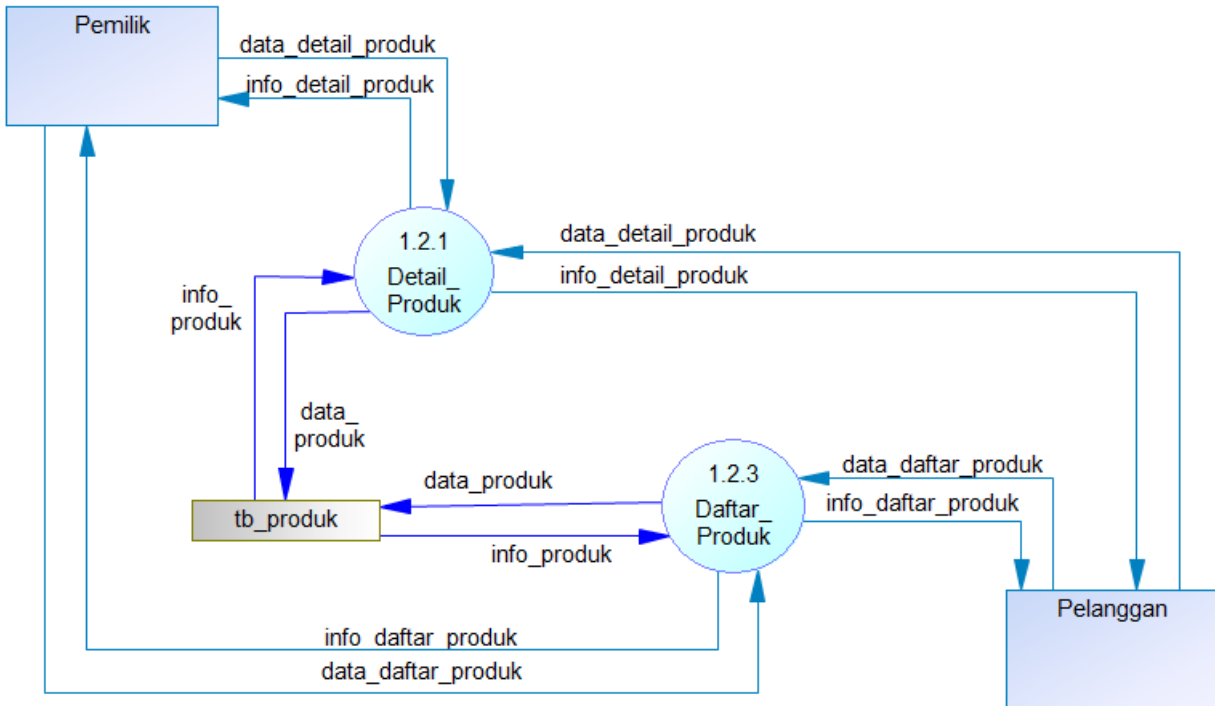 Pemilik
data_detail_produk
info_detail_produk
1.2.1
Detail_
Produk
data_detail_produk
info_detail_produk
info_
produk
data_
produk
tb_produk
data_produk
info_produk
1.2.3
Daftar_
Produk
data_daftar_produk
info_daftar_produk
Pelanggan
info_daftar_produk
data_daftar_produk